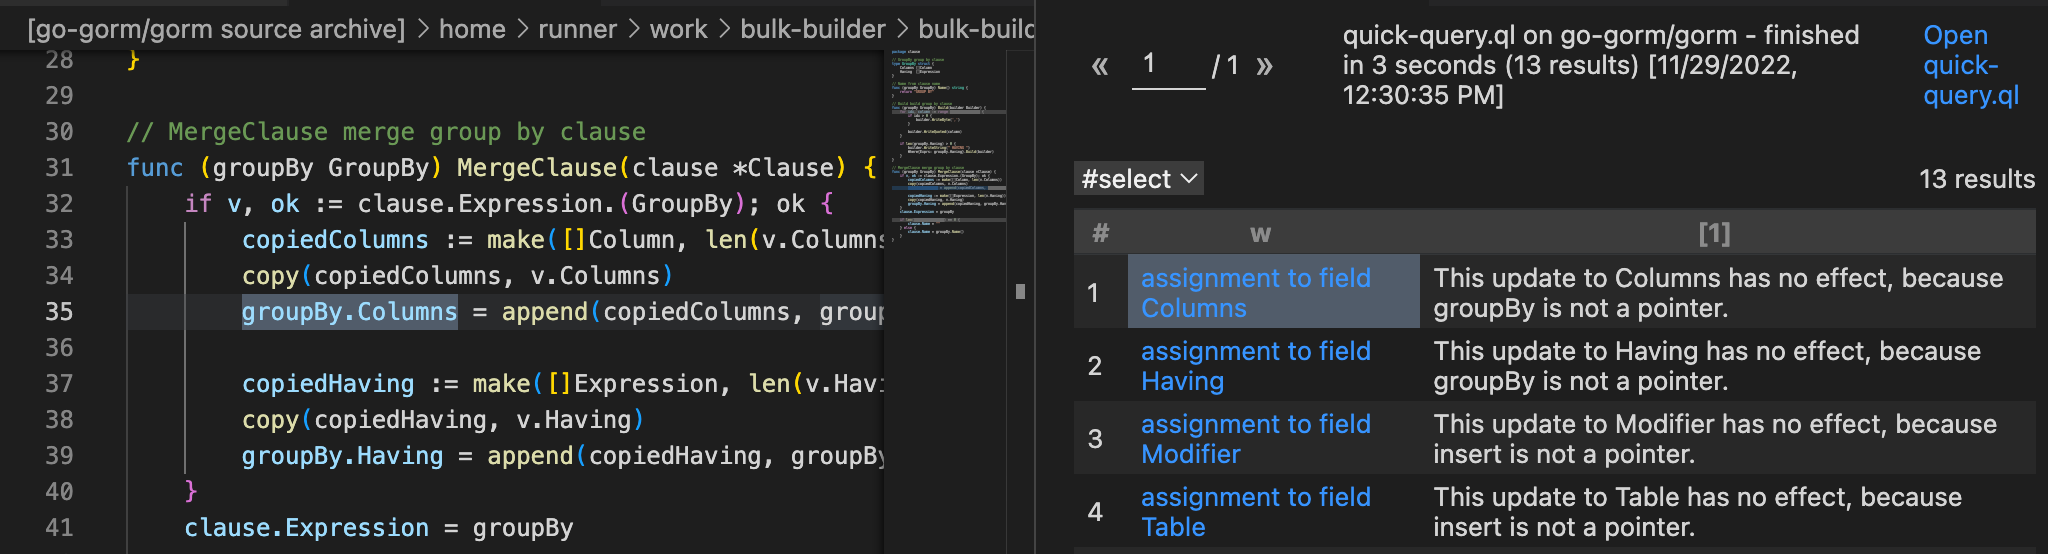 [go-gorm/gorm source archive] > home > runner > work > bulk-builder > bulk-builc
28 }
29
30 // MergeClause merge group by clause
31 func (groupBy GroupBy) MergeClause(clause *Clause) {
32 if v, ok := clause.Expression.(GroupBy); ok {
33 copiedColumns := make([]Column, len(v.Columns
34 copy(copiedColumns, v.Columns)
35 groupBy.Columns = append(copiedColumns, group
36
37 copiedHaving := make([]Expression, len(v.Havi
38 copy(copiedHaving, v.Having)
39 groupBy.Having = append(copiedHaving, groupBy
40 }
41 clause.Expression = groupBy
« 1 / 1 »
quick-query.ql on go-gorm/gorm - finished
in 3 seconds (13 results) [11/29/2022,
12:30:35 PM]
Open
quick-
query.ql
#select
13 results
# w [1]
1 assignment to field Columns This update to Columns has no effect, because
groupBy is not a pointer.
2 assignment to field Having This update to Having has no effect, because
groupBy is not a pointer.
3 assignment to field Modifier This update to Modifier has no effect, because
insert is not a pointer.
4 assignment to field Table This update to Table has no effect, because
insert is not a pointer.